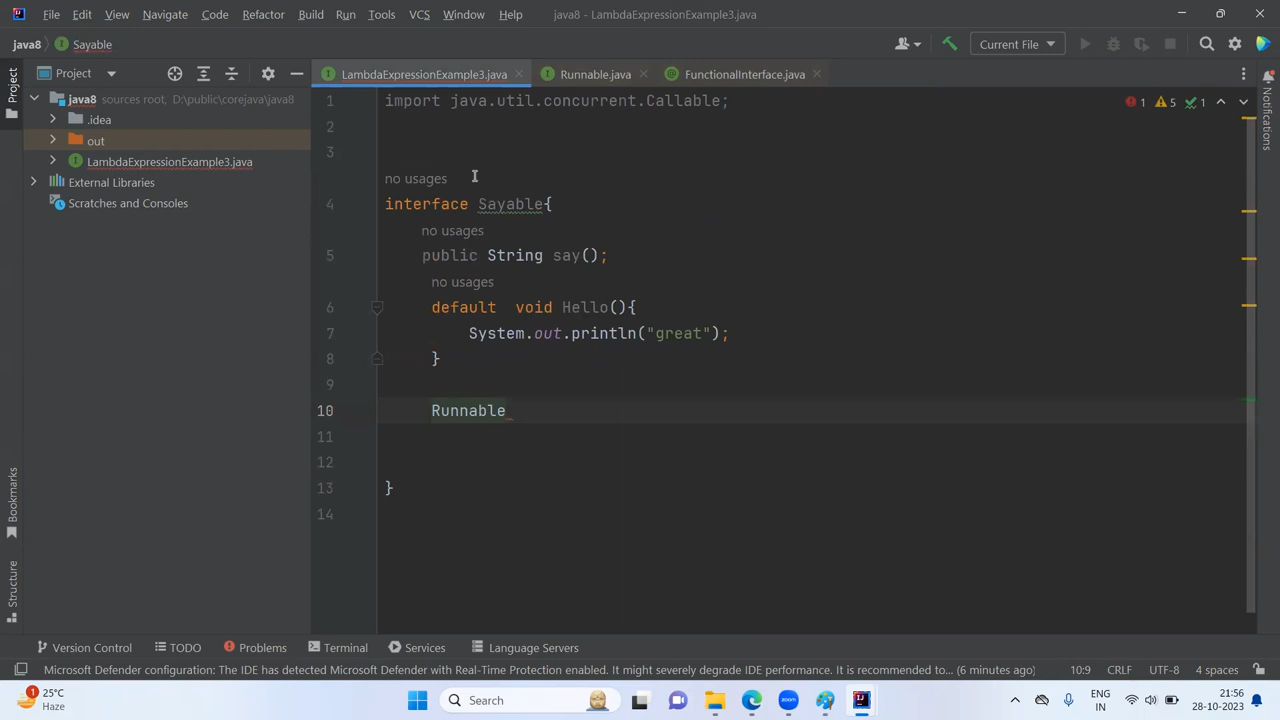 File Edit View Navigate Code Refactor Build Run Tools VCS Window Help java8 - LambdaExpressionExample3.java
java8 Sayable Current File
Project LambdaExpressionExample3.java Runnable.java FunctionalInterface.java
Project
java8 sources root, D:\public\corejava\java8
.idea
out
LambdaExpressionExample3.java
External Libraries
Scratches and Consoles
1 import java.util.concurrent.Callable; 1 5 1
2
3
no usages
4 interface Sayable{
no usages
5 public String say();
no usages
6 default void Hello(){
7 System.out.println("great");
8 }
9
10 Runnable
11
12
13 }
14
Notifications
Bookmarks
Structure
Version Control TODO Problems Terminal Services Language Servers
Microsoft Defender configuration: The IDE has detected Microsoft Defender with Real-Time Protection enabled. It might severely degrade IDE performance. It is recommended to... (6 minutes ago) 10:9 CRLF UTF-8 4 spaces
1 25°C Haze Search ENG IN 21:56 28-10-2023
zoom